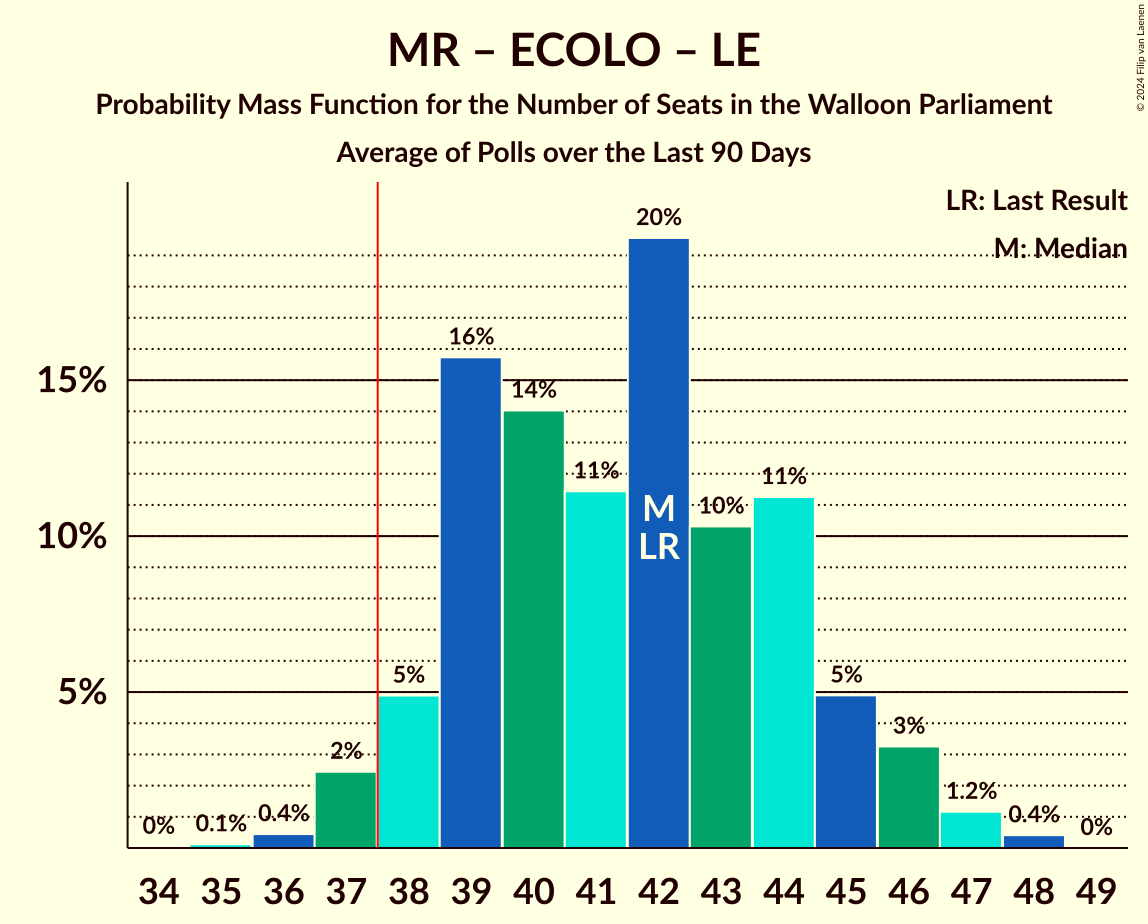 MR – ECOLO – LE
Probability Mass Function for the Number of Seats in the Walloon Parliament
Average of Polls over the Last 90 Days
© 2024 Filip van Laenen
LR: Last Result
M: Median
15%
10%
5%
0%
0.1%
0.4%
2%
5%
16%
14%
11%
20%
10%
11%
5%
3%
1.2%
0.4%
0%
M
LR
34 35 36 37 38 39 40 41 42 43 44 45 46 47 48 49